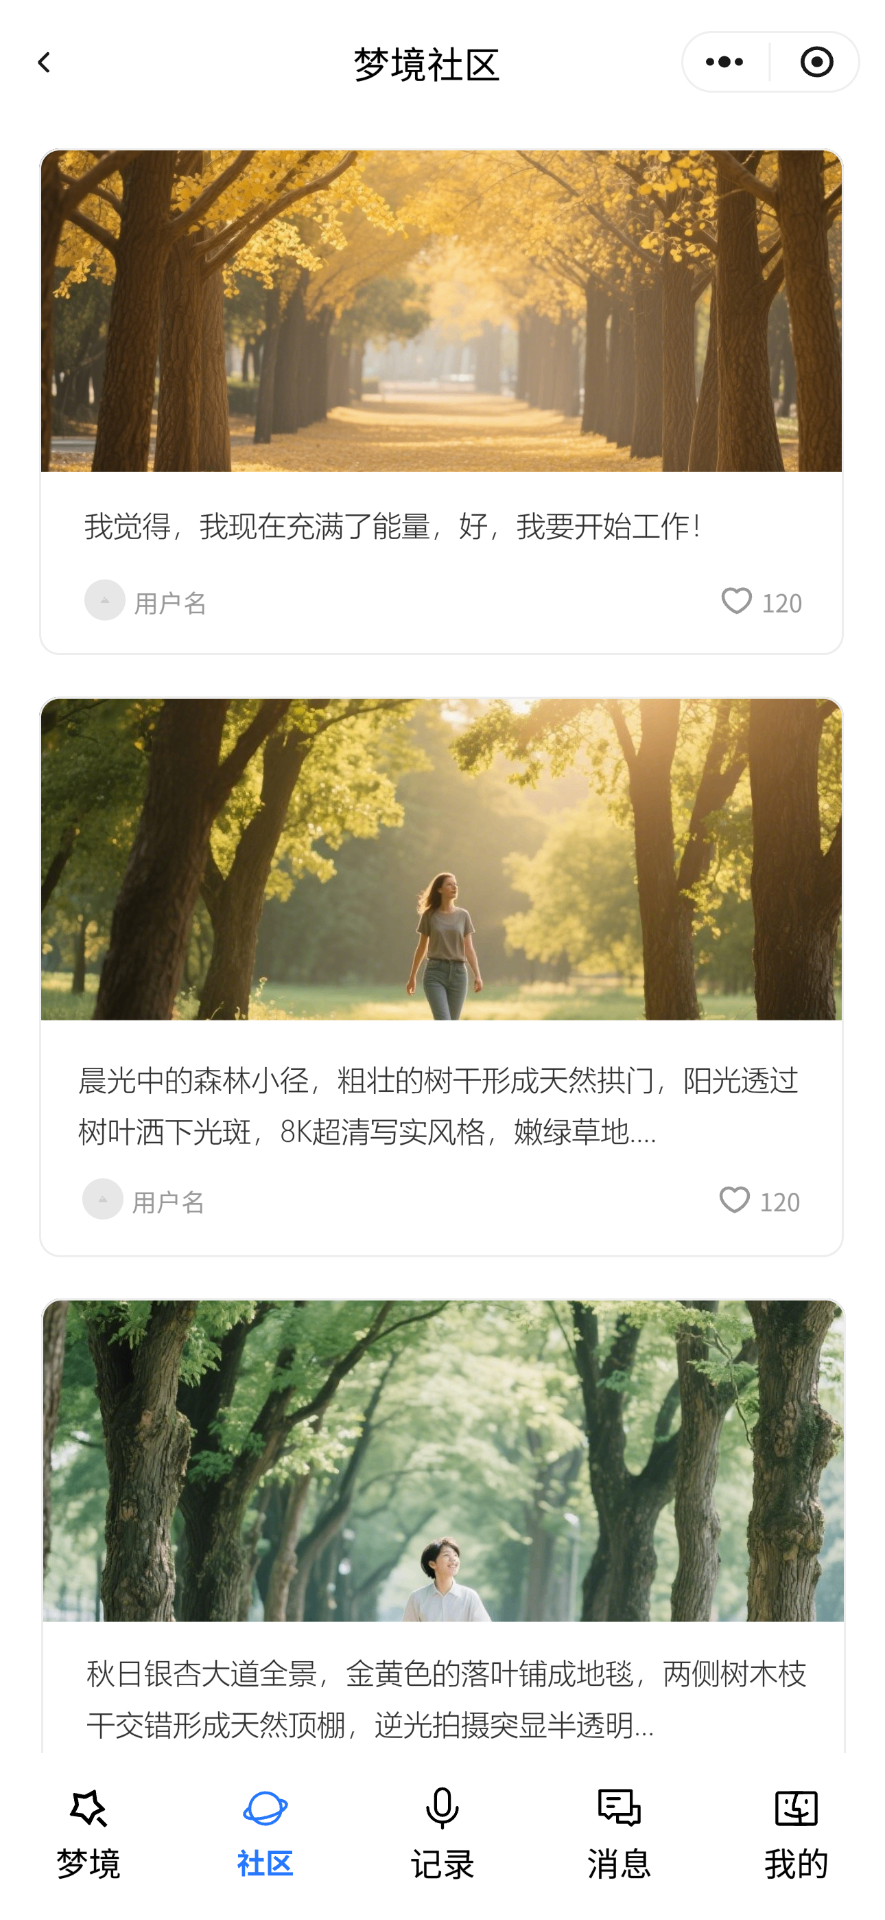 梦境社区
我觉得，我现在充满了能量，好，我要开始工作！
用户名
120
晨光中的森林小径，粗壮的树干形成天然拱门，阳光透过
树叶洒下光斑，8K超清写实风格，嫩绿草地....
用户名
120
秋日银杏大道全景，金黄色的落叶铺成地毯，两侧树木枝
干交错形成天然顶棚，逆光拍摄突显半透明...
梦境
社区
记录
消息
我的